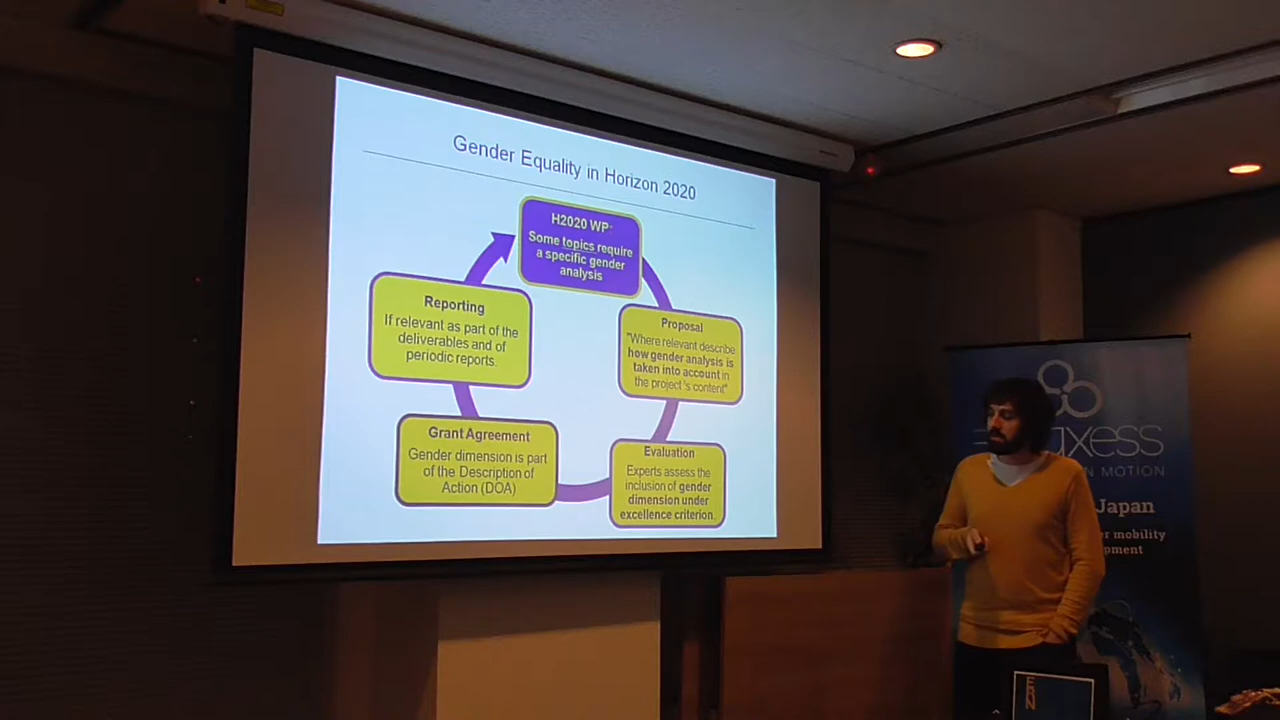 Gender Equality in Horizon 2020
H2020 WP
Some topics require
a specific gender
analysis
Proposal
"Where relevant describe
how gender analysis is
taken into account in
the project's content"
Evaluation
Experts assess the
inclusion of gender
dimension under
excellence criterion.
Grant Agreement
Gender dimension is part
of the Description of
Action (DOA)
Reporting
If relevant as part of the
deliverables and of
periodic reports.
xess
N MOTION
Japan
r mobility
pment